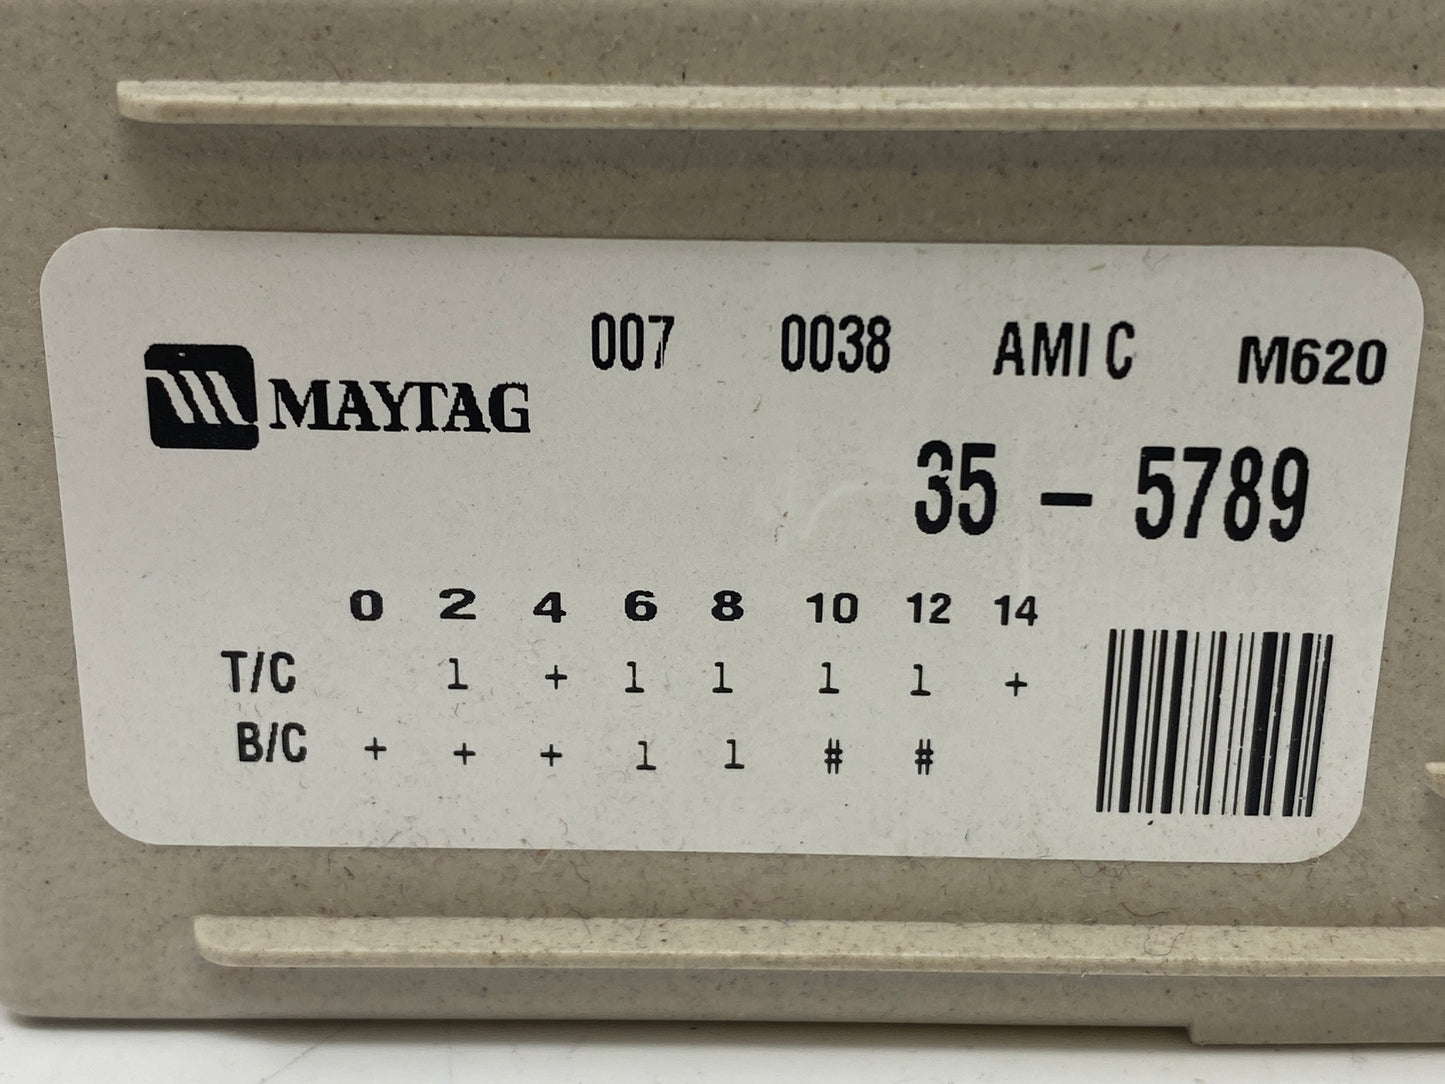 007 0038 AMI C M620
MAYTAG
35 - 5789
0 2 4 6 8 10 12 14
T/C 1 + 1 1 1 1 +
B/C + + + 1 1 # #